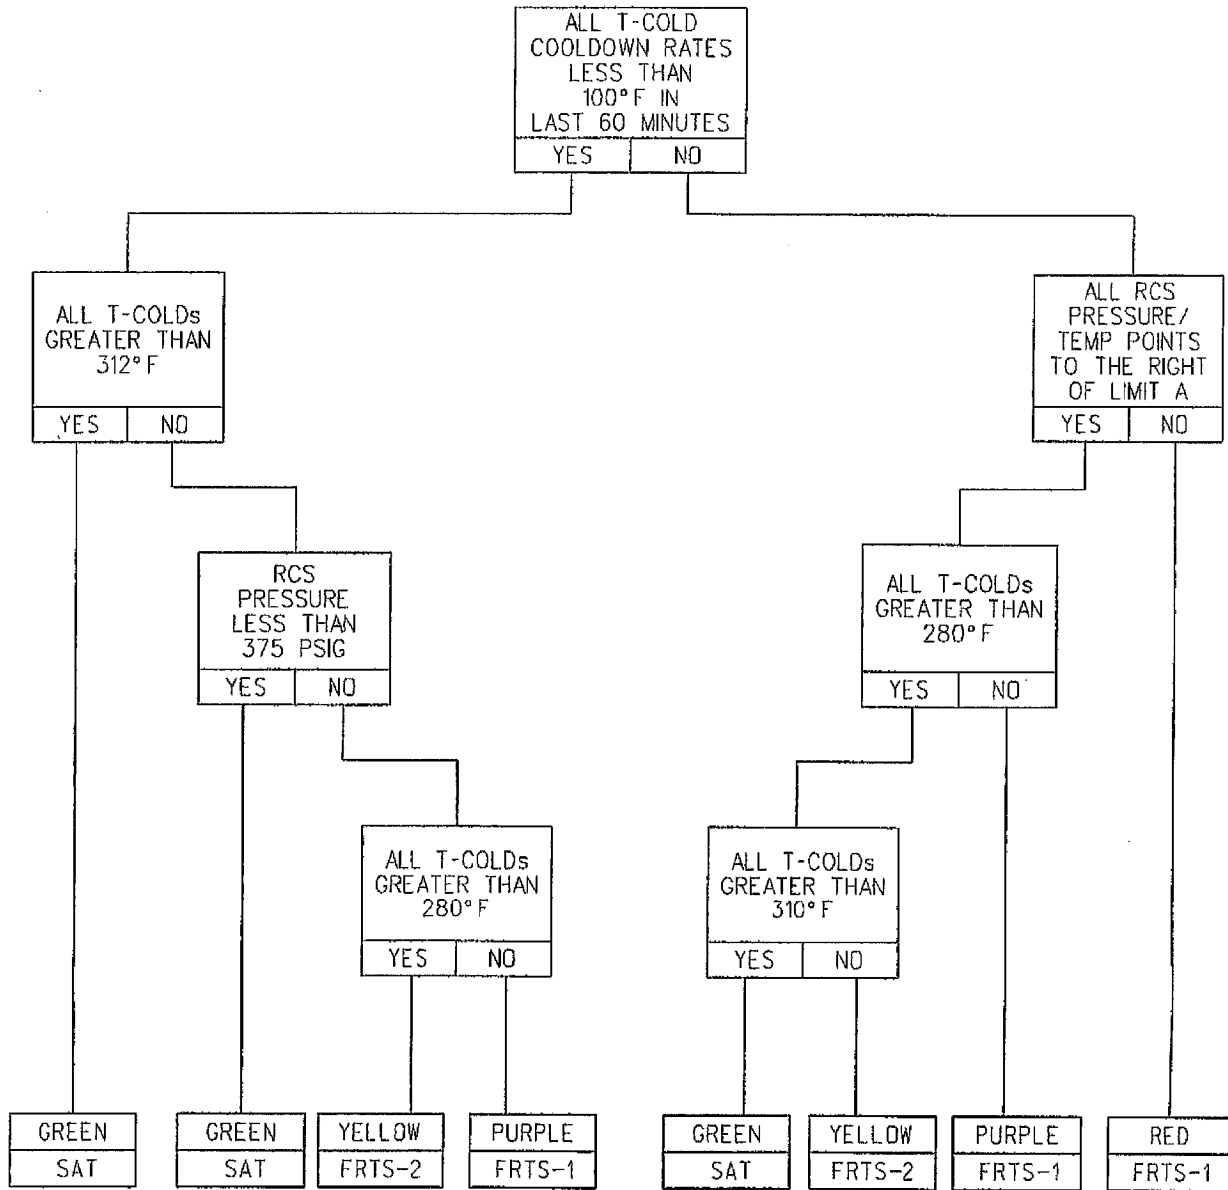 ALL T-COLD
COOLDOWN RATES
LESS THAN
100°F IN
LAST 60 MINUTES
YES NO
ALL T-COLDs
GREATER THAN
312°F
YES NO
ALL RCS
PRESSURE/
TEMP POINTS
TO THE RIGHT
OF LIMIT A
YES NO
RCS
PRESSURE
LESS THAN
375 PSIG
YES NO
ALL T-COLDs
GREATER THAN
280°F
YES NO
ALL T-COLDs
GREATER THAN
280°F
YES NO
ALL T-COLDs
GREATER THAN
310°F
YES NO
GREEN
SAT
GREEN
SAT
YELLOW
FRTS-2
PURPLE
FRTS-1
GREEN
SAT
YELLOW
FRTS-2
PURPLE
FRTS-1
RED
FRTS-1